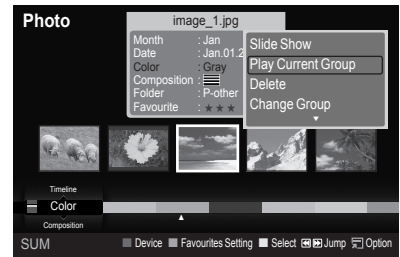 Photo
image_1.jpg
Month : Jan
Date : Jan.01.2
Color : Gray
Composition :
Folder : P-other
Favourite : ★ ★ ★
Slide Show
Play Current Group
Delete
Change Group
Timeline
Color
Composition
SUM
Device Favourites Setting Select Jump Option